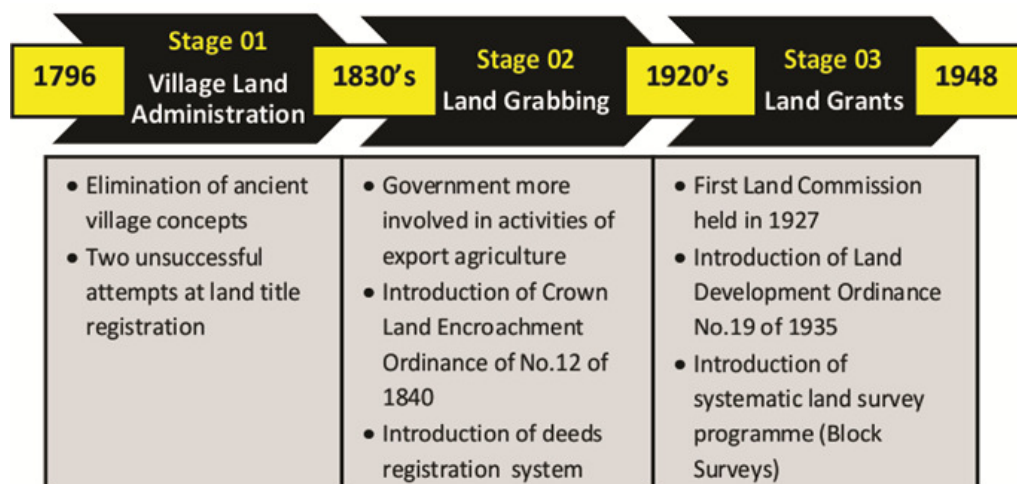 1796
Stage 01
Village Land
Administration
1830’s
Stage 02
Land Grabbing
1920’s
Stage 03
Land Grants
1948
• Elimination of ancient
village concepts
• Two unsuccessful
attempts at land title
registration
• Government more
involved in activities of
export agriculture
• Introduction of Crown
Land Encroachment
Ordinance of No.12 of
1840
• Introduction of deeds
registration system
• First Land Commission
held in 1927
• Introduction of Land
Development Ordinance
No.19 of 1935
• Introduction of
systematic land survey
programme (Block
Surveys)